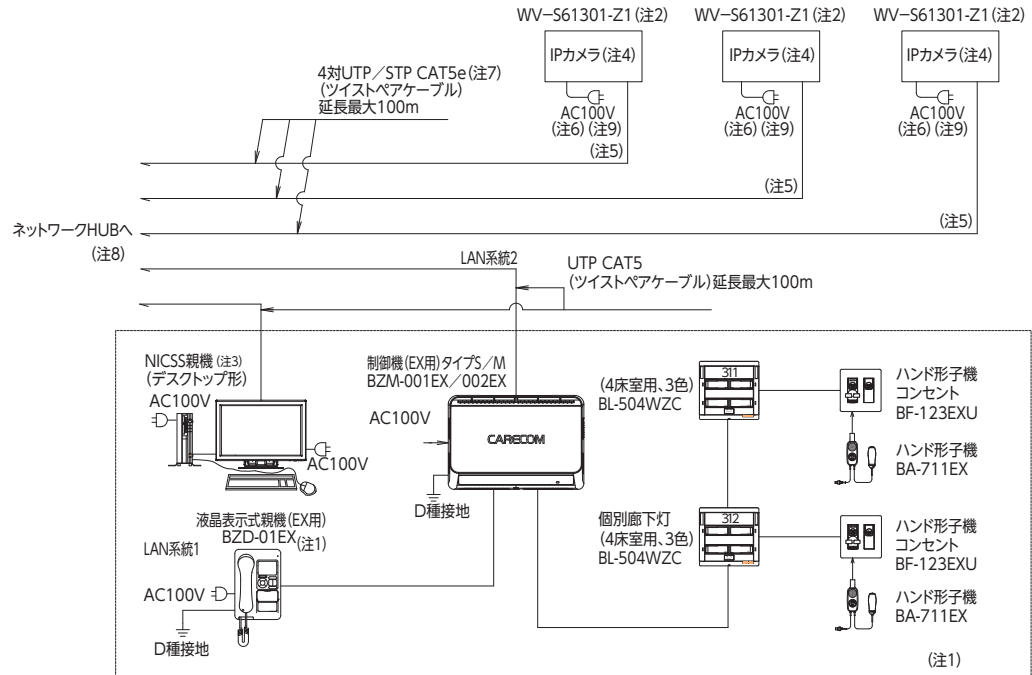 WV−S61301-Z1(注2)
WV−S61301-Z1(注2)
WV−S61301-Z1(注2)
IPカメラ(注4)
IPカメラ(注4)
IPカメラ(注4)
4対UTP／STP CAT5e(注7)
(ツイストペアケーブル)
延長最大100m
AC100V
(注6)(注9)
AC100V
(注6)(注9)
AC100V
(注6)(注9)
(注5)
(注5)
(注5)
ネットワークHUBへ
(注8)
LAN系統2
UTP CAT5
(ツイストペアケーブル)延長最大100m
NICSS親機(注3)
(デスクトップ形)
AC100V
AC100V
制御機(EX用)タイプS／M
BZM-001EX／002EX
AC100V
CARECOM
D種接地
液晶表示式親機(EX用)
BZD-01EX(注1)
LAN系統1
AC100V
D種接地
(4床室用、3色)
BL-504WZC
311
ハンド形子機
コンセント
BF-123EXU
ハンド形子機
BA-711EX
個別廊下灯
(4床室用、3色)
BL-504WZC
312
ハンド形子機
コンセント
BF-123EXU
ハンド形子機
BA-711EX
(注1)